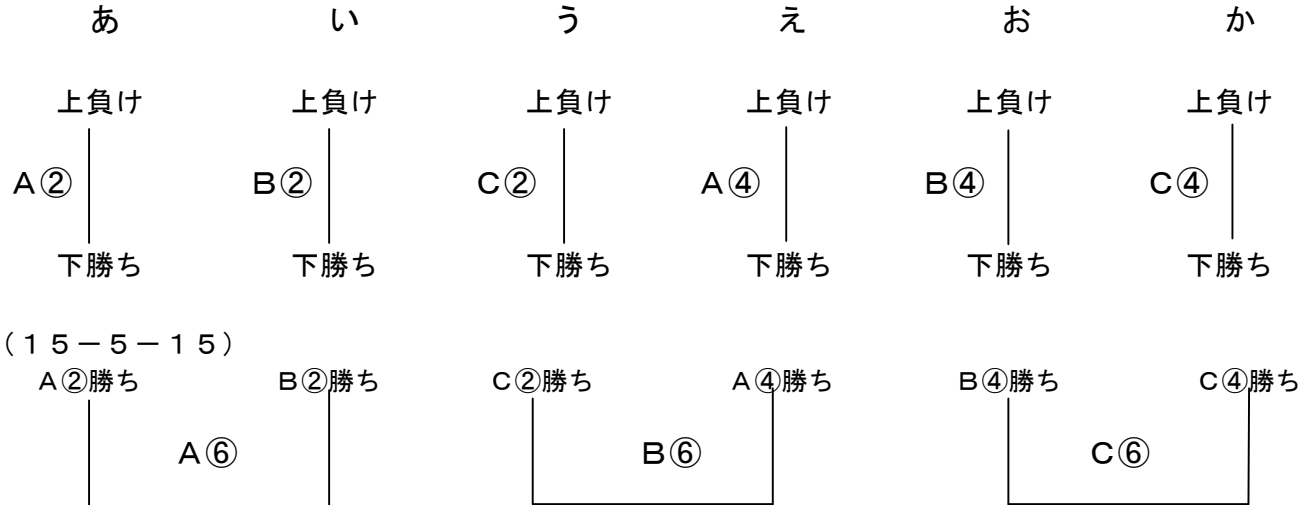 あ い う え お か
上負け 上負け 上負け 上負け 上負け 上負け
A② B② C② A④ B④ C④
下勝ち 下勝ち 下勝ち 下勝ち 下勝ち 下勝ち
(15-5-15)
A②勝ち B②勝ち C②勝ち A④勝ち B④勝ち C④勝ち
A⑥ B⑥ C⑥